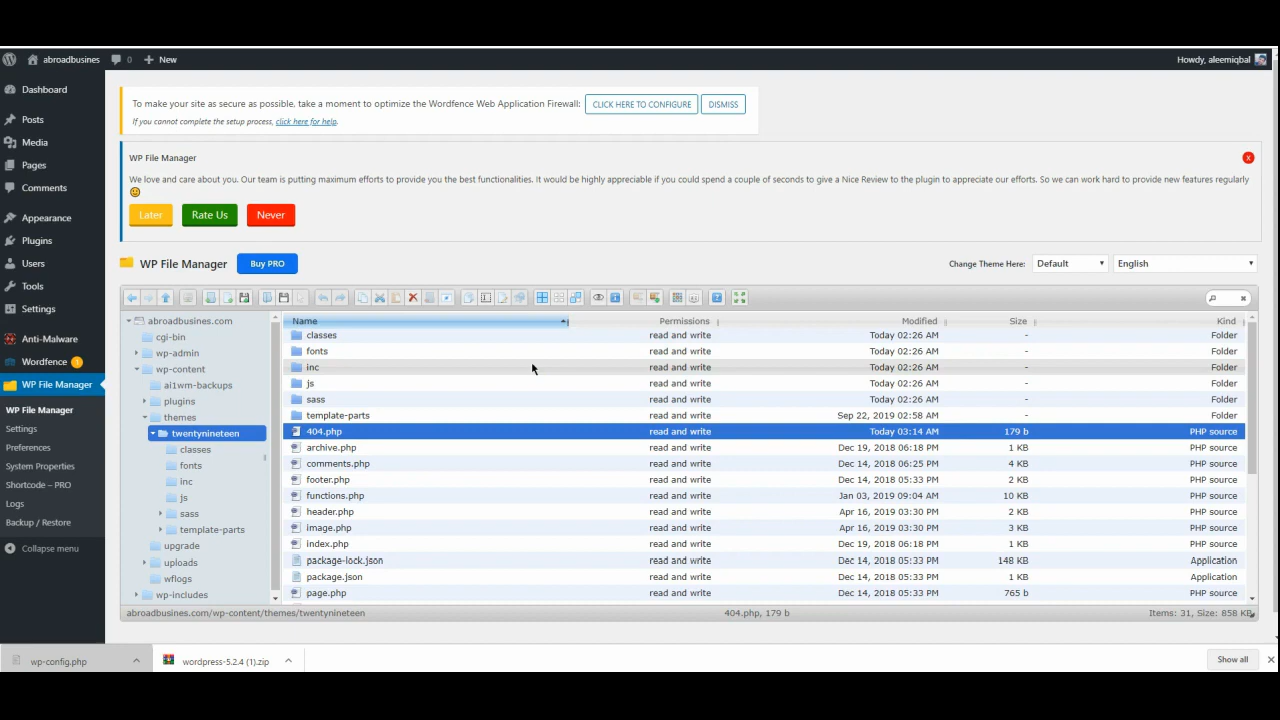 abroadbusines 0 New Howdy, aleemiqbal
Dashboard
Posts
Media
Pages
Comments
Appearance
Plugins
Users
Tools
Settings
Anti-Malware
Wordfence 1
WP File Manager
WP File Manager
Settings
Preferences
System Properties
Shortcode – PRO
Logs
Backup / Restore
Collapse menu
To make your site as secure as possible, take a moment to optimize the Wordfence Web Application Firewall: CLICK HERE TO CONFIGURE DISMISS
If you cannot complete the setup process, click here for help.
WP File Manager X
We love and care about you. Our team is putting maximum efforts to provide you the best functionalities. It would be highly appreciable if you could spend a couple of seconds to give a Nice Review to the plugin to appreciate our efforts. So we can work hard to provide new features regularly
Later Rate Us Never
WP File Manager Buy PRO Change Theme Here: Default English
abroadbusines.com
cgi-bin
wp-admin
wp-content
ai1wm-backups
plugins
themes
twentynineteen
classes
fonts
inc
js
sass
template-parts
upgrade
uploads
wflogs
wp-includes
Name Permissions Modified Size Kind
classes read and write Today 02:26 AM - Folder
fonts read and write Today 02:26 AM - Folder
inc read and write Today 02:26 AM - Folder
js read and write Today 02:26 AM - Folder
sass read and write Today 02:26 AM - Folder
template-parts read and write Sep 22, 2019 02:58 AM - Folder
404.php read and write Today 03:14 AM 179 b PHP source
archive.php read and write Dec 19, 2018 06:18 PM 1 KB PHP source
comments.php read and write Dec 14, 2018 06:25 PM 4 KB PHP source
footer.php read and write Dec 14, 2018 05:33 PM 2 KB PHP source
functions.php read and write Jan 03, 2019 09:04 AM 10 KB PHP source
header.php read and write Apr 16, 2019 03:30 PM 2 KB PHP source
image.php read and write Apr 16, 2019 03:30 PM 3 KB PHP source
index.php read and write Dec 19, 2018 06:18 PM 1 KB PHP source
package-lock.json read and write Dec 14, 2018 05:33 PM 148 KB Application
package.json read and write Dec 14, 2018 05:33 PM 1 KB Application
page.php read and write Dec 14, 2018 05:33 PM 765 b PHP source
abroadbusines.com/wp-content/themes/twentynineteen 404.php, 179 b Items: 31, Size: 858 KB
wp-config.php wordpress-5.2.4 (1).zip Show all